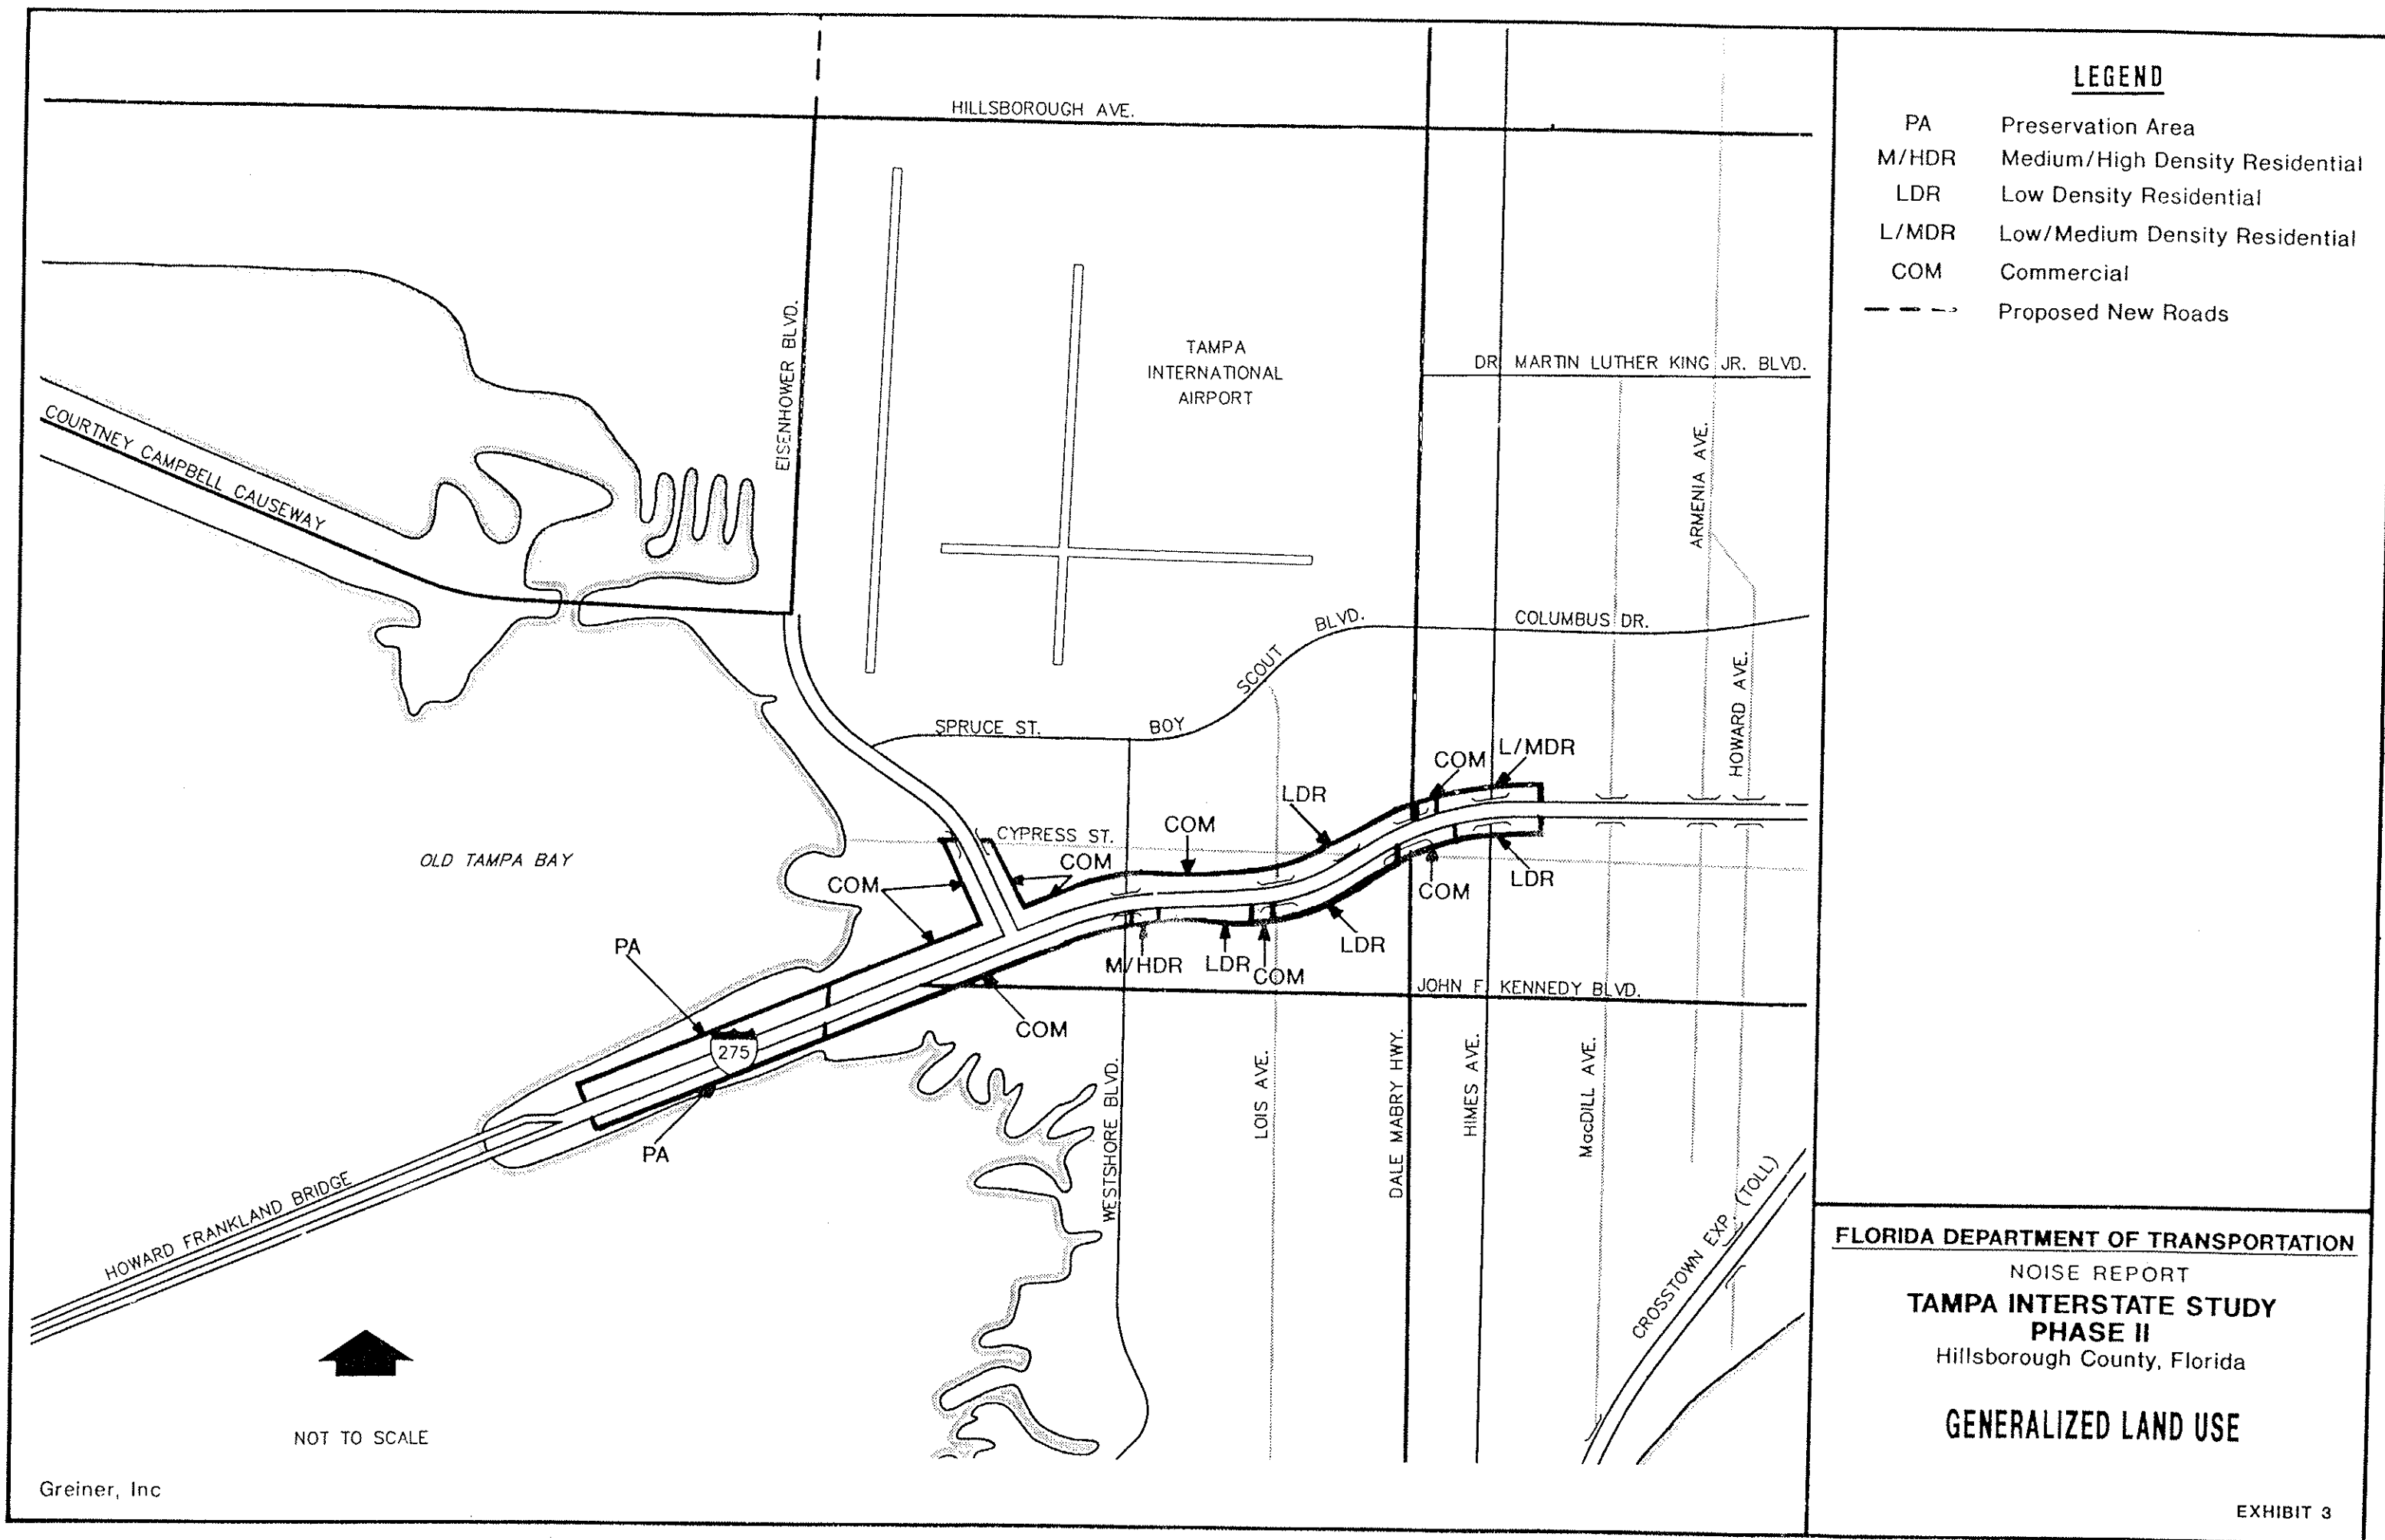 HILLSBOROUGH AVE.
EISENHOWER BLVD.
TAMPA
INTERNATIONAL
AIRPORT
DR. MARTIN LUTHER KING JR. BLVD.
COURTNEY CAMPBELL CAUSEWAY
ARMENIA AVE.
BOY SCOUT BLVD.
COLUMBUS DR.
HOWARD AVE.
SPRUCE ST.
L/MDR
COM
LDR
CYPRESS ST.
COM
COM
OLD TAMPA BAY
COM
COM
LDR
PA
M/HDR
LDR
COM
LDR
JOHN F. KENNEDY BLVD.
COM
275
PA
WESTSHORE BLVD.
LOIS AVE.
DALE MABRY HWY.
HIMES AVE.
MacDILL AVE.
CROSSTOWN EXP. (TOLL)
HOWARD FRANKLAND BRIDGE
NOT TO SCALE
Greiner, Inc
LEGEND
PA Preservation Area
M/HDR Medium/High Density Residential
LDR Low Density Residential
L/MDR Low/Medium Density Residential
COM Commercial
Proposed New Roads
FLORIDA DEPARTMENT OF TRANSPORTATION
NOISE REPORT
TAMPA INTERSTATE STUDY
PHASE II
Hillsborough County, Florida
GENERALIZED LAND USE
EXHIBIT 3